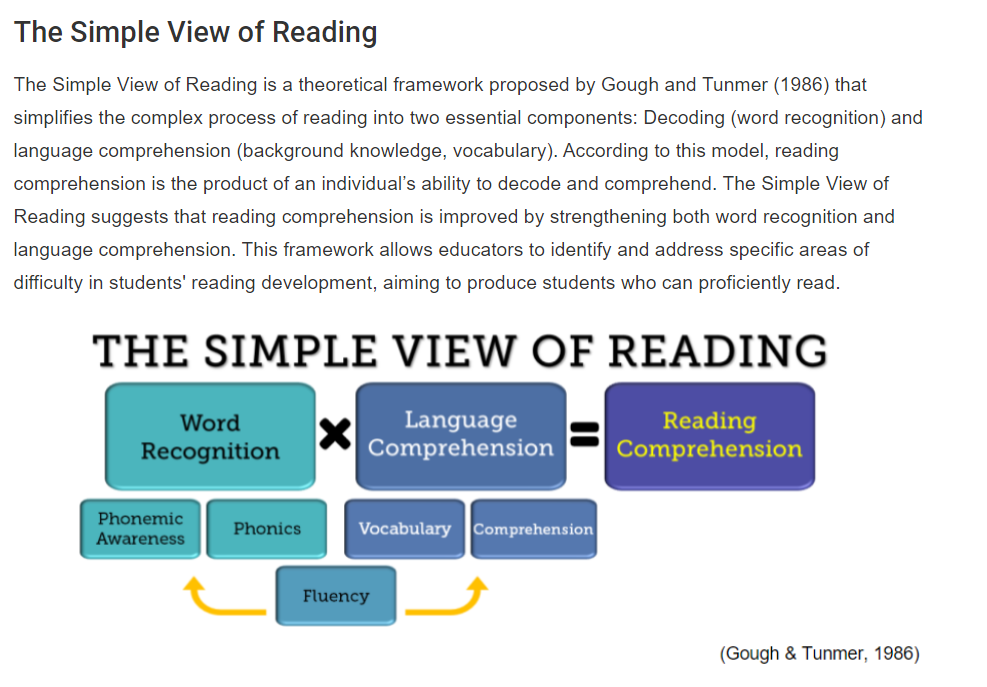 The Simple View of Reading
The Simple View of Reading is a theoretical framework proposed by Gough and Tunmer (1986) that
simplifies the complex process of reading into two essential components: Decoding (word recognition) and
language comprehension (background knowledge, vocabulary). According to this model, reading
comprehension is the product of an individual’s ability to decode and comprehend. The Simple View of
Reading suggests that reading comprehension is improved by strengthening both word recognition and
language comprehension. This framework allows educators to identify and address specific areas of
difficulty in students' reading development, aiming to produce students who can proficiently read.
THE SIMPLE VIEW OF READING
Word
Recognition
×
Language
Comprehension
=
Reading
Comprehension
Phonemic
Awareness
Phonics
Vocabulary
Comprehension
Fluency
(Gough & Tunmer, 1986)